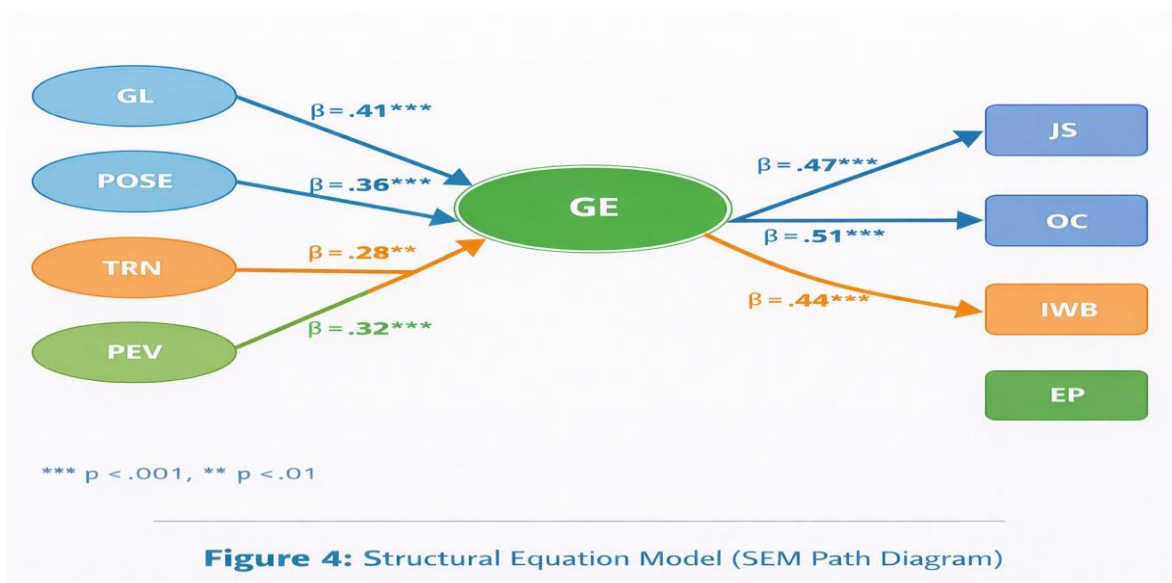 GL
β = .41***
JS
β = .47***
POSE
β = .36***
GE
OC
β = .51***
TRN
β = .28**
β = .44***
IWB
PEV
β = .32***
EP
*** p < .001, ** p < .01
Figure 4: Structural Equation Model (SEM Path Diagram)